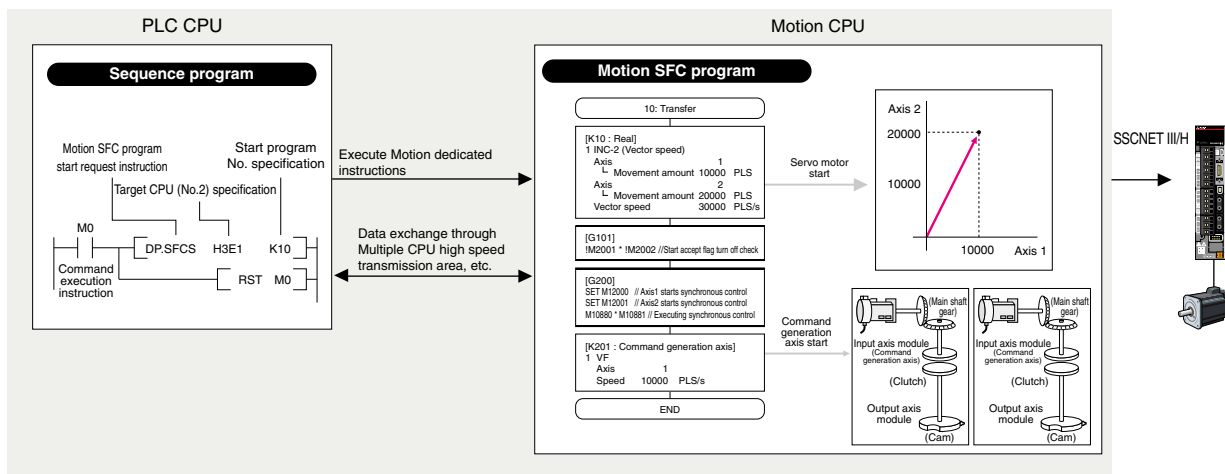 PLC CPU
Motion CPU
Sequence program
Motion SFC program
start request instruction
Start program
No. specification
Target CPU (No.2) specification
M0
DP.SFCS H3E1 K10
Command
execution
instruction
RST M0
Execute Motion dedicated
instructions
Data exchange through
Multiple CPU high speed
transmission area, etc.
Motion SFC program
10: Transfer
[K10 : Real]
1 INC-2 (Vector speed)
Axis 1
Movement amount 10000 PLS
Axis 2
Movement amount 20000 PLS
Vector speed 30000 PLS/s
[G101]
!M2001 * !M2002 //Start accept flag turn off check
[G200]
SET M12000 // Axis1 starts synchronous control
SET M12001 // Axis2 starts synchronous control
M10880 * M10881 // Executing synchronous control
[K201 : Command generation axis]
1 VF
Axis 1
Speed 10000 PLS/s
END
Servo motor
start
Command
generation
axis start
Axis 2
20000
10000
10000 Axis 1
(Main shaft
gear)
Input axis module
(Command
generation axis)
(Clutch)
Output axis
module
(Cam)
(Main shaft
gear)
Input axis module
(Command
generation axis)
(Clutch)
Output axis
module
(Cam)
SSCNET III/H